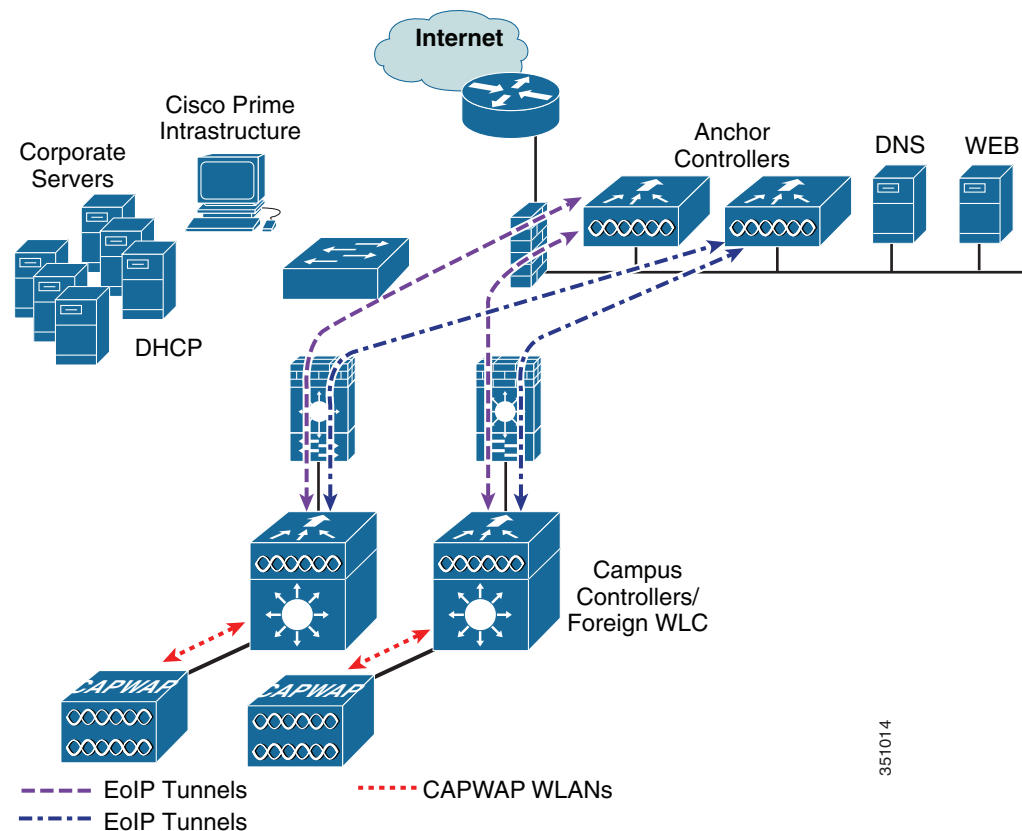 Internet
Cisco Prime
Intrastructure
Corporate
Servers
Anchor
Controllers
DNS
WEB
DHCP
Campus
Controllers/
Foreign WLC
CAPWAP
CAPWAP
351014
EoIP Tunnels
CAPWAP WLANs
EoIP Tunnels